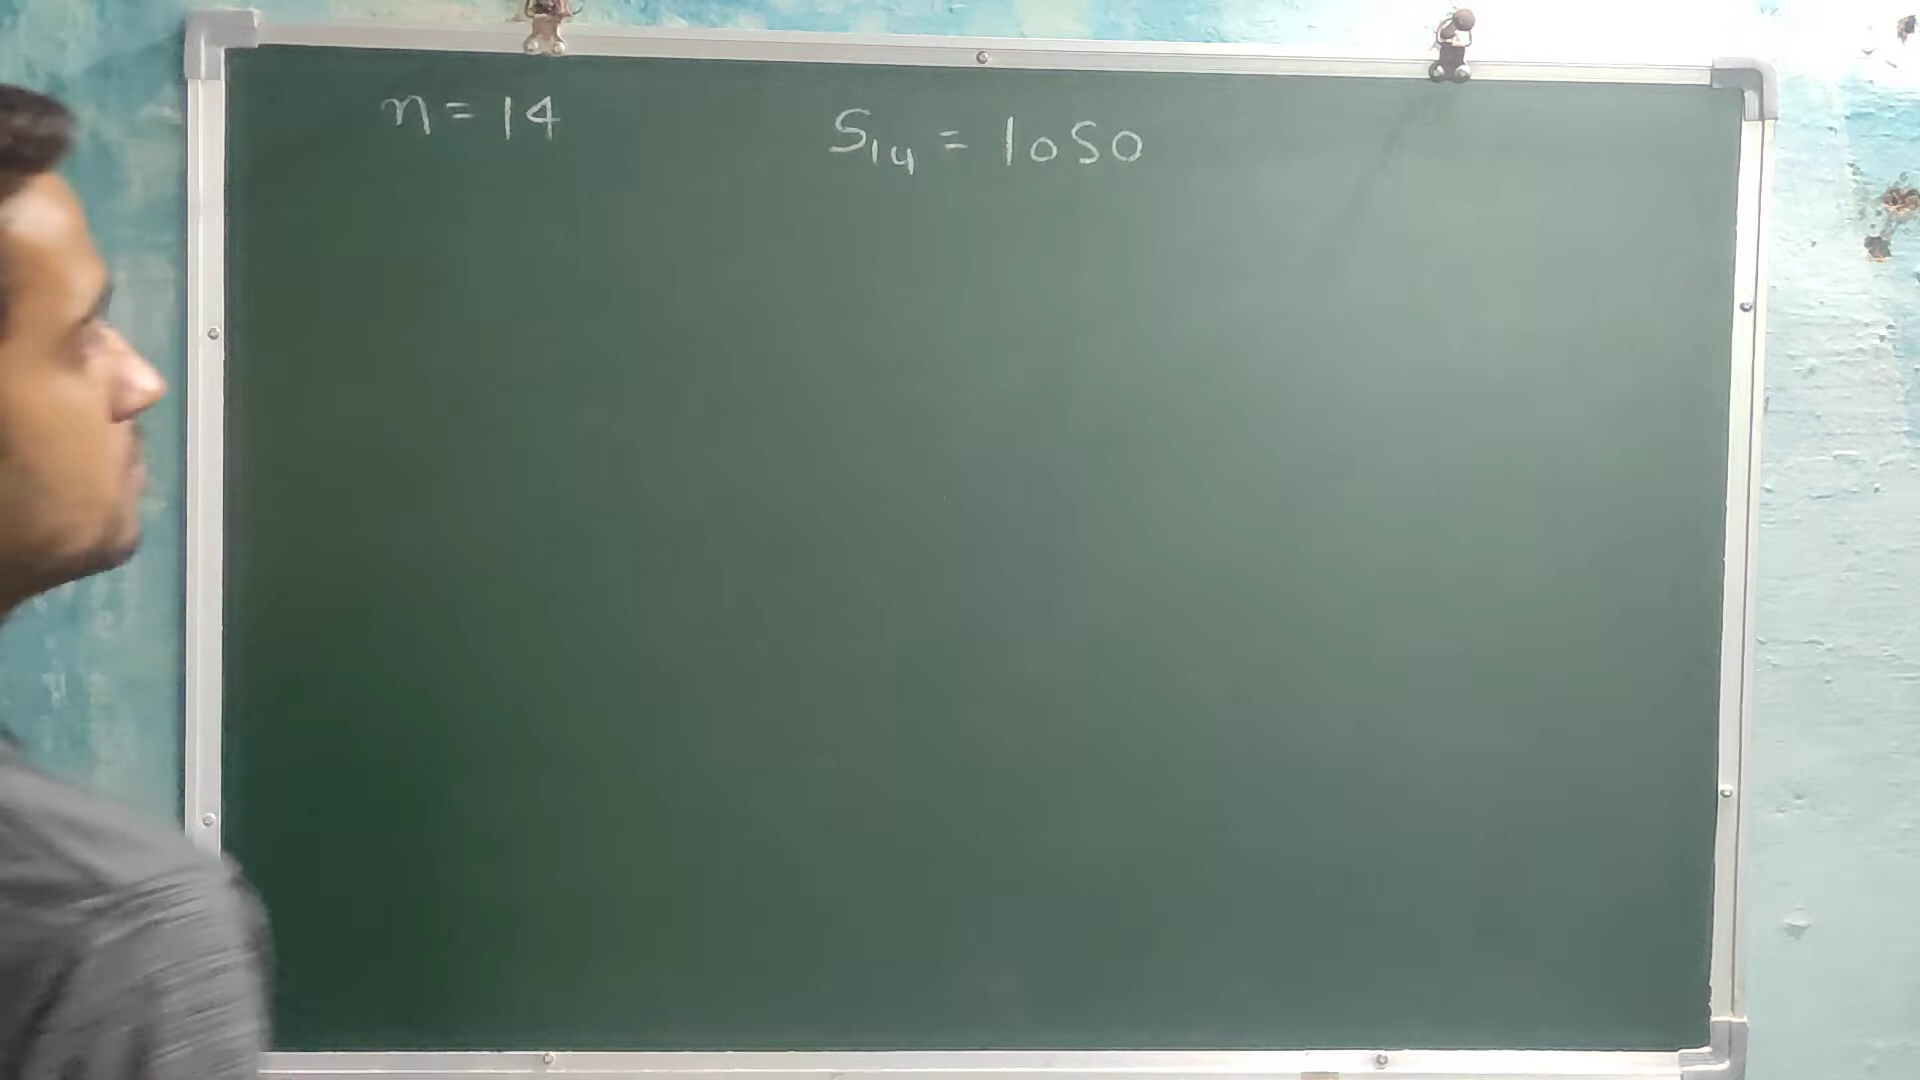 n = 14
S₁₄ = 1050